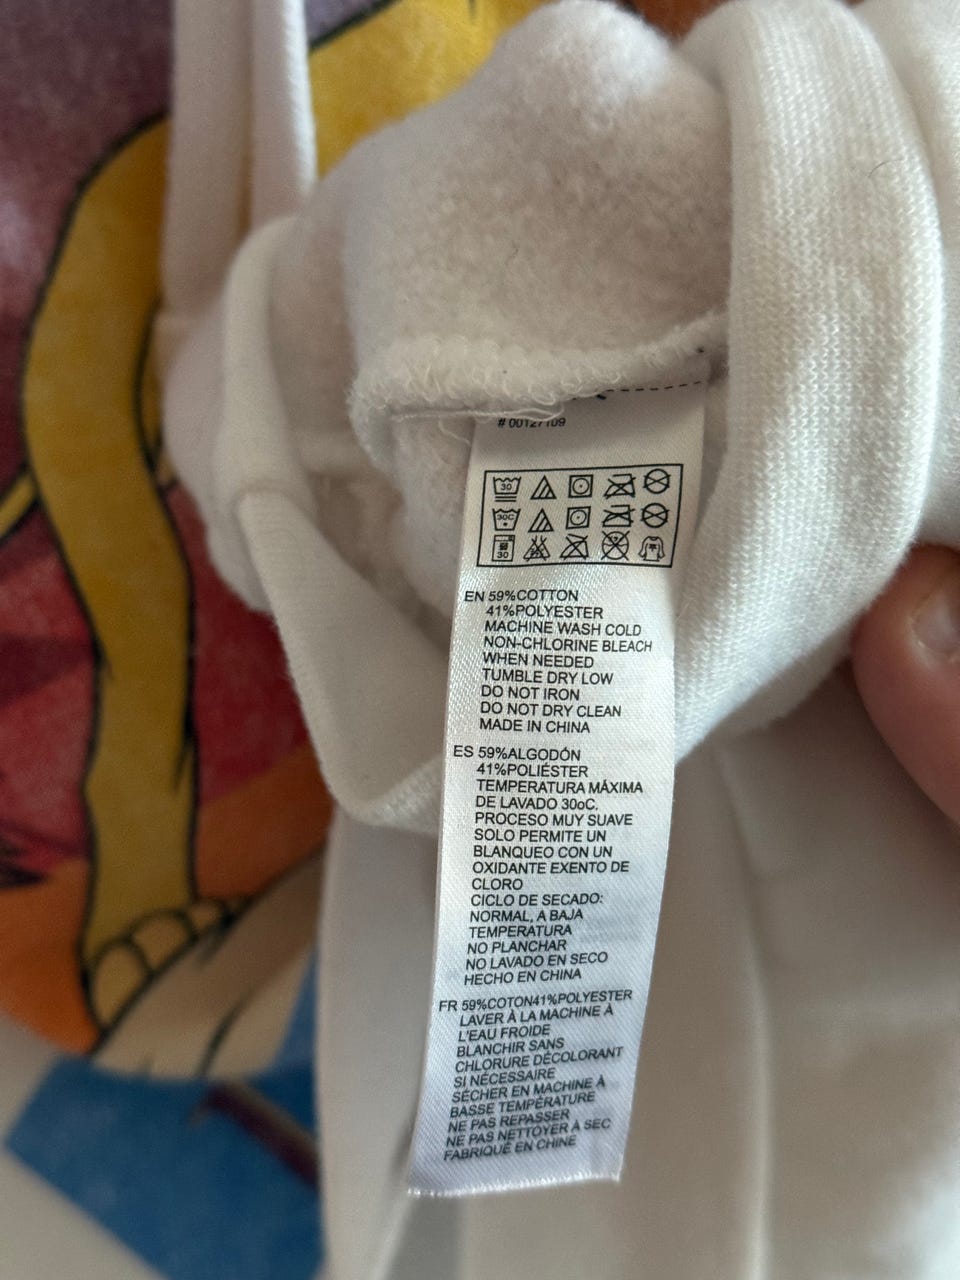 # 00127109
30
30C
30
EN 59%COTTON
41%POLYESTER
MACHINE WASH COLD
NON-CHLORINE BLEACH
WHEN NEEDED
TUMBLE DRY LOW
DO NOT IRON
DO NOT DRY CLEAN
MADE IN CHINA
ES 59%ALGODÓN
41%POLIÉSTER
TEMPERATURA MÁXIMA
DE LAVADO 30oC.
PROCESO MUY SUAVE
SOLO PERMITE UN
BLANQUEO CON UN
OXIDANTE EXENTO DE
CLORO
CICLO DE SECADO:
NORMAL, A BAJA
TEMPERATURA
NO PLANCHAR
NO LAVADO EN SECO
HECHO EN CHINA
FR 59%COTON41%POLYESTER
LAVER À LA MACHINE À
L'EAU FROIDE
BLANCHIR SANS
CHLORURE DÉCOLORANT
SI NÉCESSAIRE
SÉCHER EN MACHINE À
BASSE TEMPÉRATURE
NE PAS REPASSER
NE PAS NETTOYER À SEC
FABRIQUÉ EN CHINE